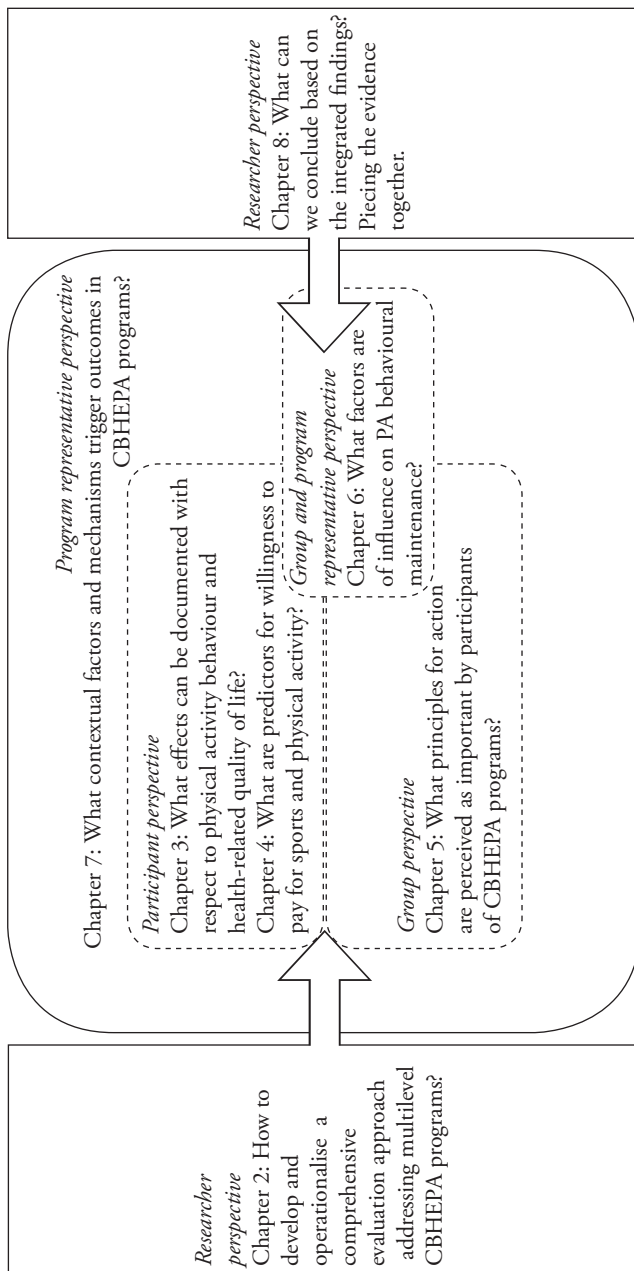 Researcher
perspective
Chapter 2: How to
develop and
operationalise a
comprehensive
evaluation approach
addressing multilevel
CBHEPA programs?
Program representative perspective
Chapter 7: What contextual factors and mechanisms trigger outcomes in
CBHEPA programs?
Participant perspective
Chapter 3: What effects can be documented with
respect to physical activity behaviour and
health-related quality of life?
Chapter 4: What are predictors for willingness to
pay for sports and physical activity?
Group and program
representative perspective
Chapter 6: What factors are
of influence on PA behavioural
maintenance?
Group perspective
Chapter 5: What principles for action
are perceived as important by participants
of CBHEPA programs?
Researcher perspective
Chapter 8: What can
we conclude based on
the integrated findings?
Piecing the evidence
together.